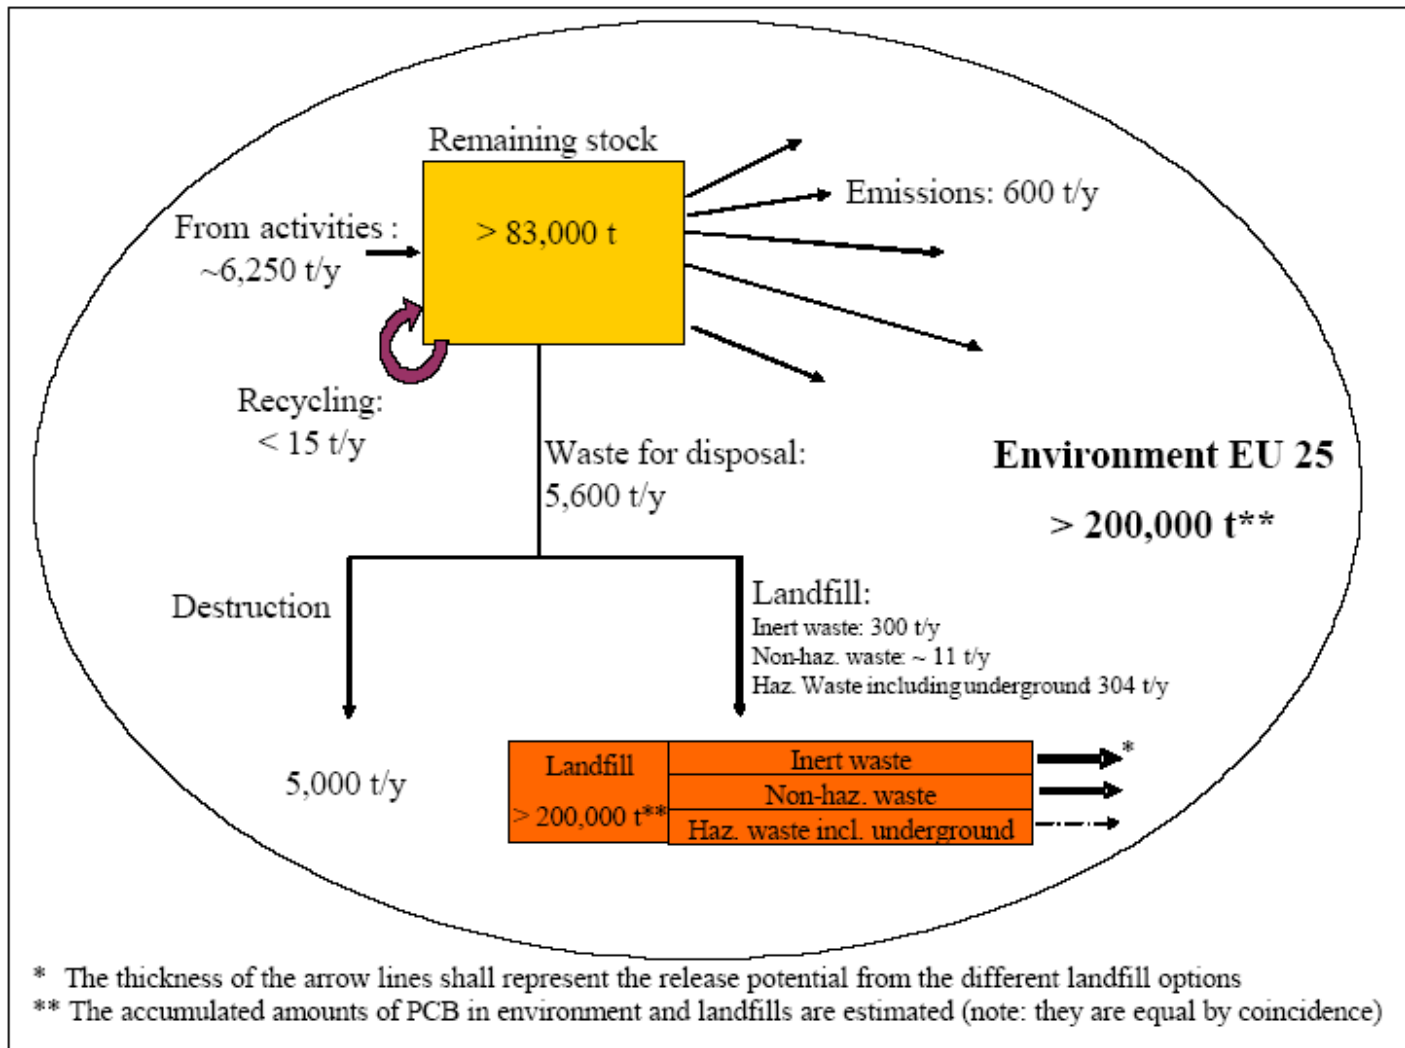 Remaining stock
> 83,000 t
Emissions: 600 t/y
From activities :
~6,250 t/y
Recycling:
< 15 t/y
Waste for disposal:
5,600 t/y
Environment EU 25
> 200,000 t**
Destruction
5,000 t/y
Landfill:
Inert waste: 300 t/y
Non-haz. waste: ~ 11 t/y
Haz. Waste including underground 304 t/y
Landfill
> 200,000 t**
Inert waste
Non-haz. waste
Haz. waste incl. underground
*
* The thickness of the arrow lines shall represent the release potential from the different landfill options
** The accumulated amounts of PCB in environment and landfills are estimated (note: they are equal by coincidence)